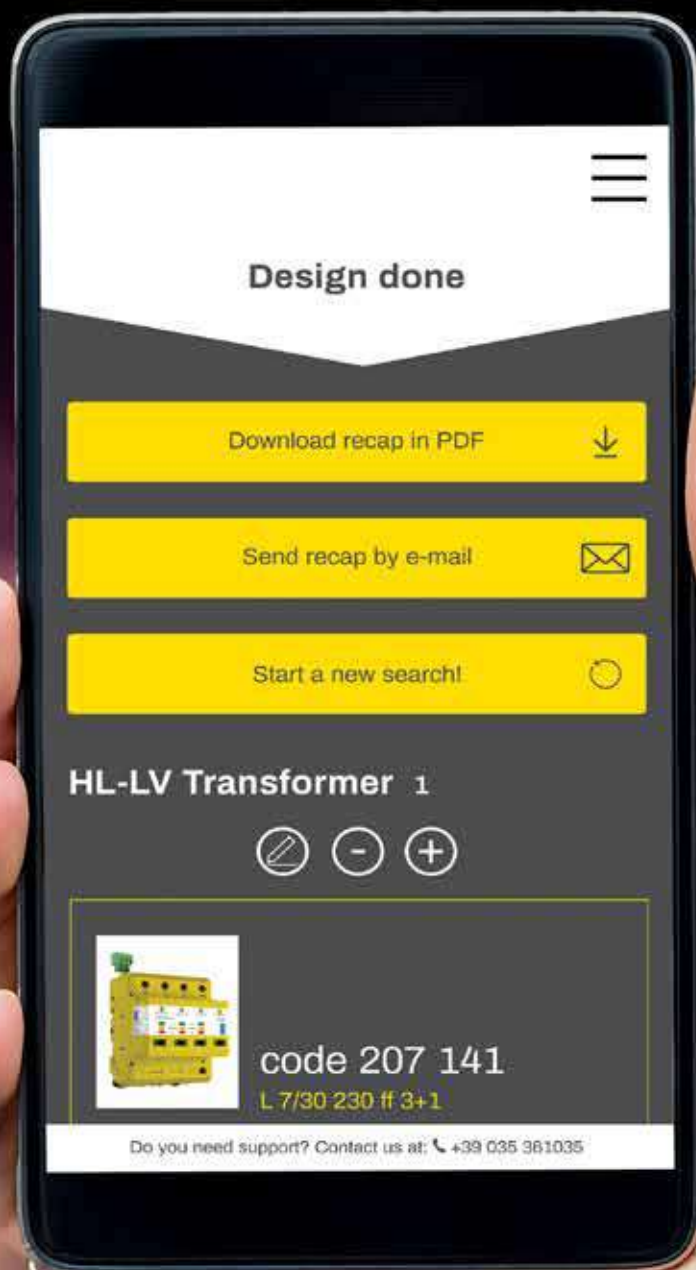 Design done
Download recap in PDF
Send recap by e-mail
Start a new search!
HL-LV Transformer 1
code 207 141
L 7/30 230 ff 3+1
Do you need support? Contact us at: +39 035 361035